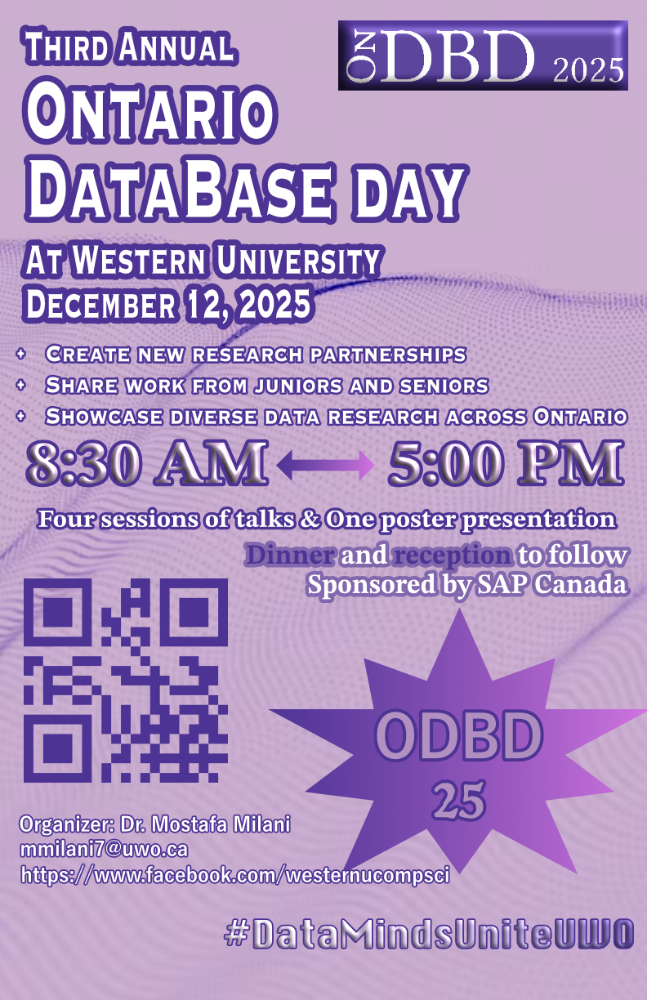 Third Annual
ON DBD 2025
Ontario
DataBase day
At Western University
December 12, 2025
Create new research partnerships
Share work from juniors and seniors
Showcase diverse data research across Ontario
8:30 AM 5:00 PM
Four sessions of talks & One poster presentation
Dinner and reception to follow
Sponsored by SAP Canada
ODBD
25
Organizer: Dr. Mostafa Milani
mmilani7@uwo.ca
https://www.facebook.com/westernucompsci
#DataMindsUniteUWO